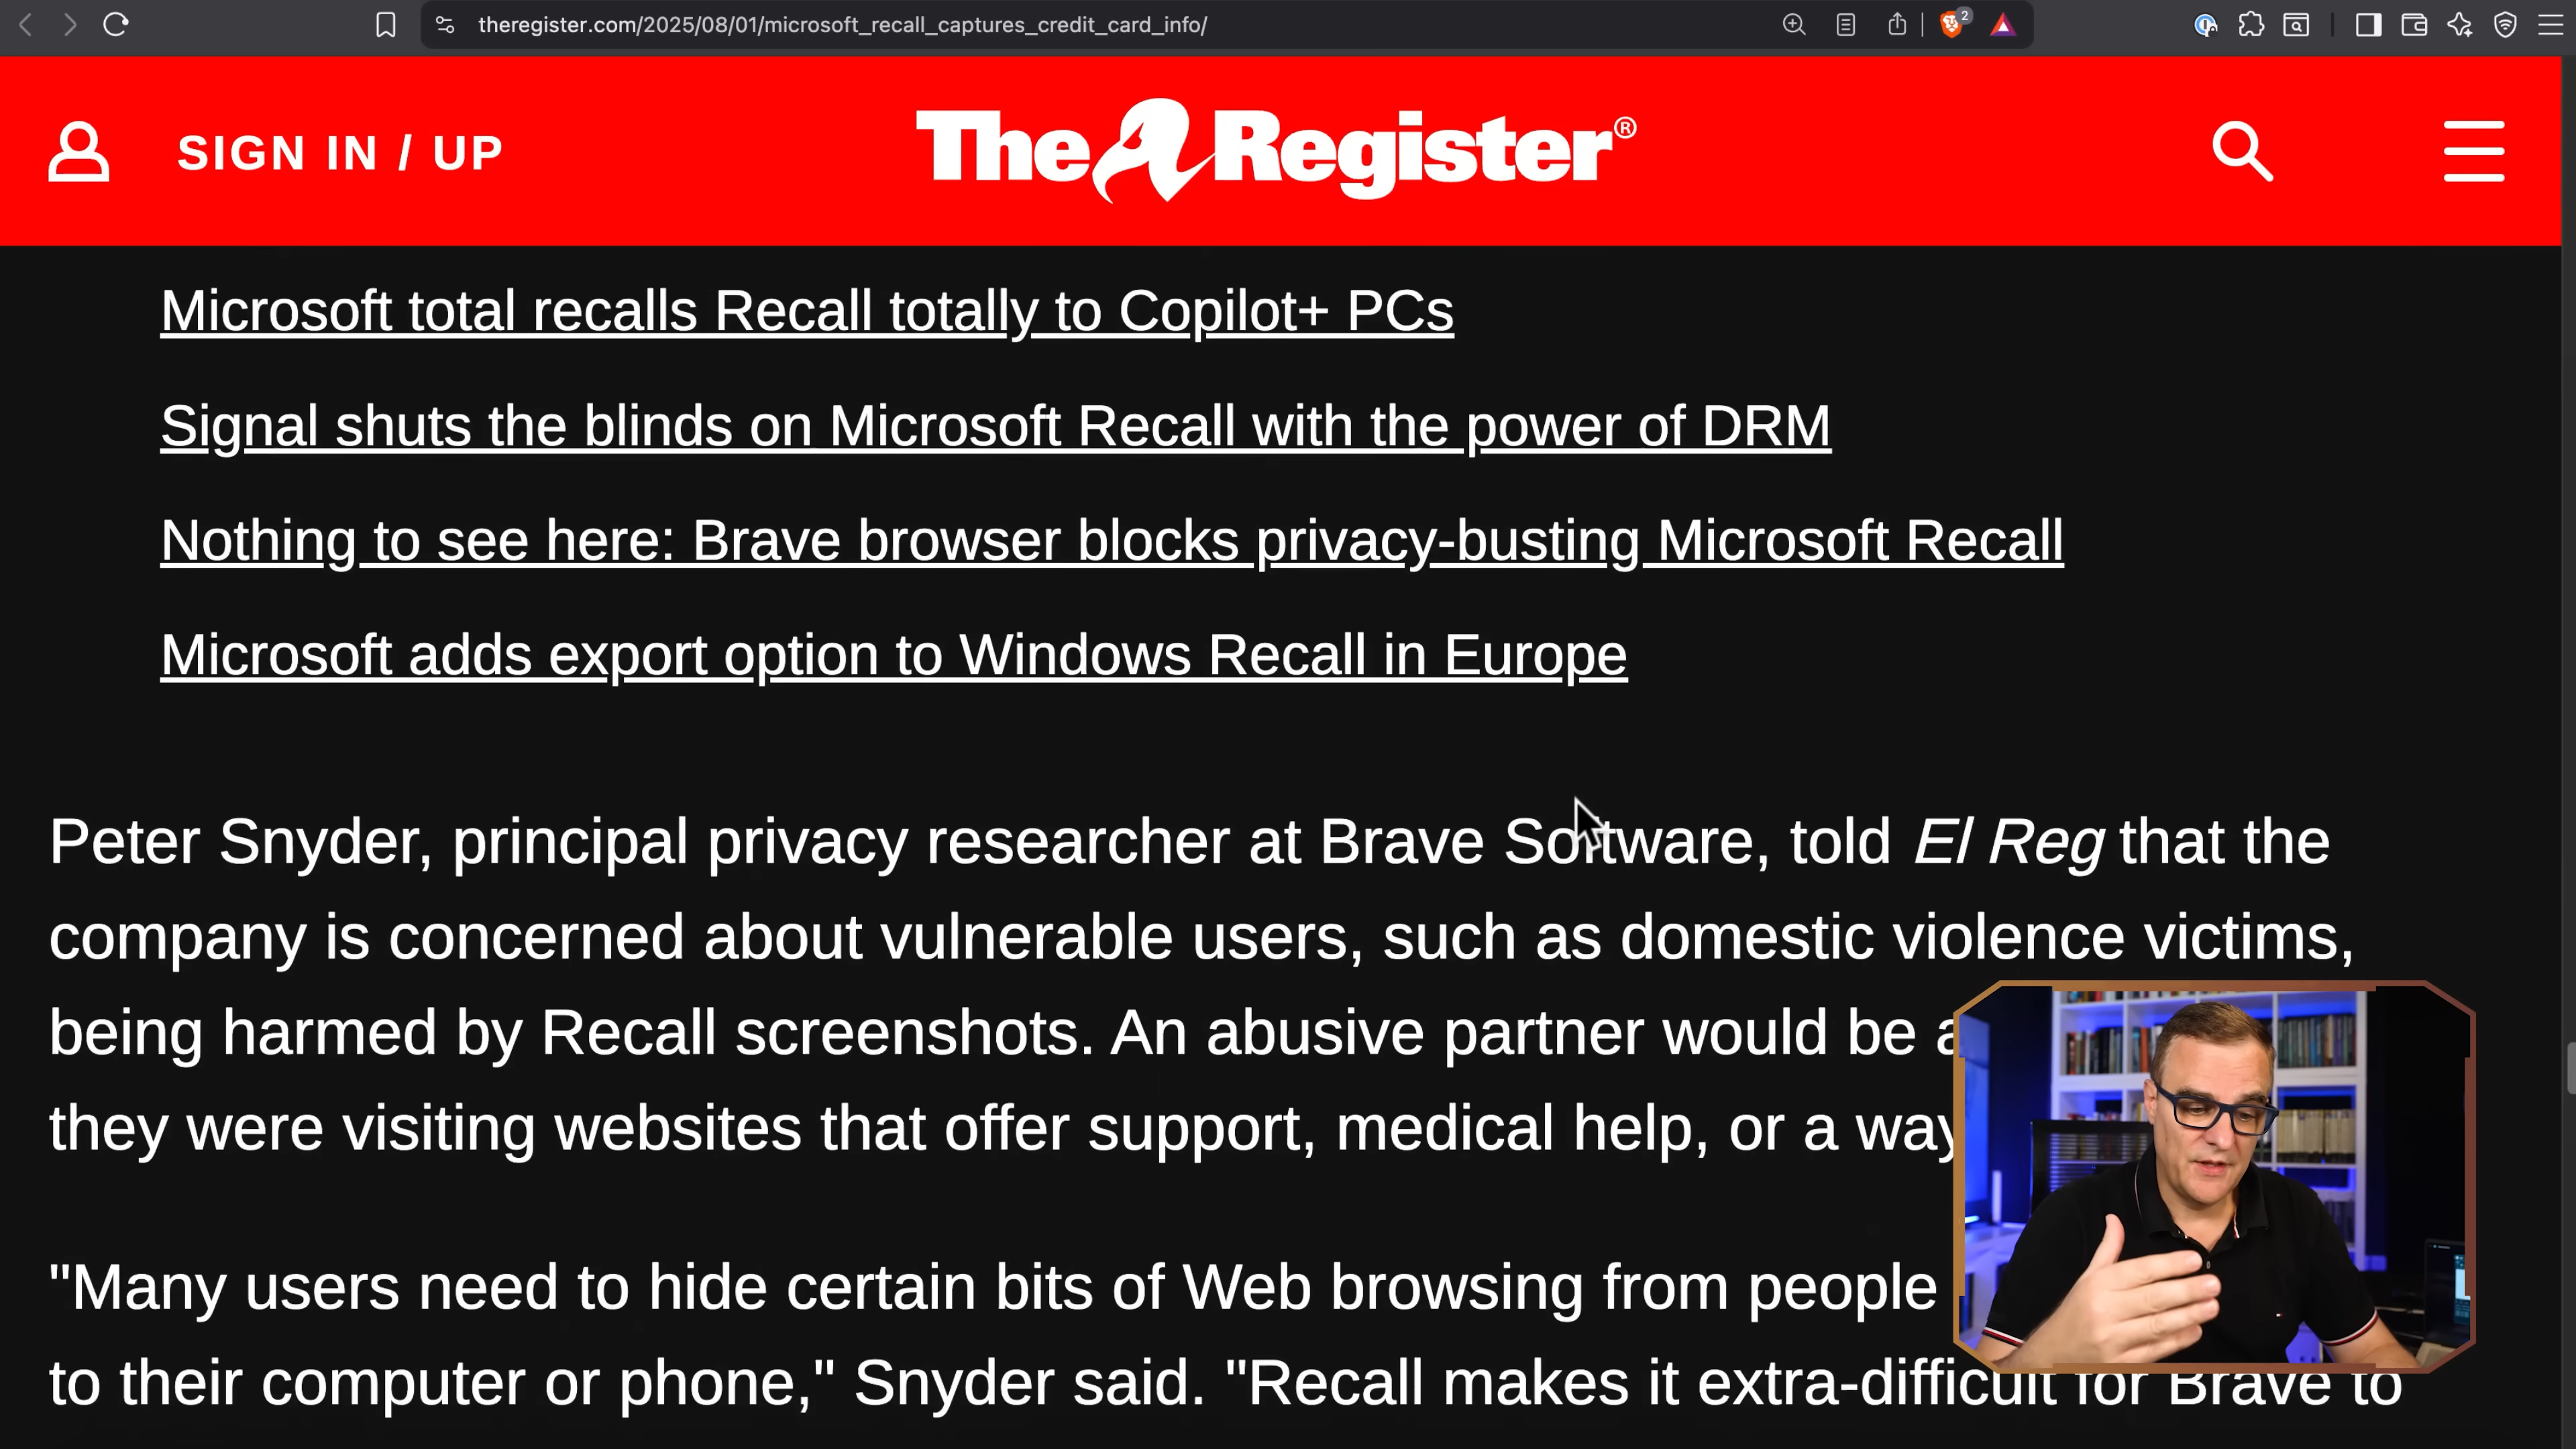 theregister.com/2025/08/01/microsoft_recall_captures_credit_card_info/
2
SIGN IN / UP
The Register®
Microsoft total recalls Recall totally to Copilot+ PCs
Signal shuts the blinds on Microsoft Recall with the power of DRM
Nothing to see here: Brave browser blocks privacy-busting Microsoft Recall
Microsoft adds export option to Windows Recall in Europe
Peter Snyder, principal privacy researcher at Brave Software, told El Reg that the
company is concerned about vulnerable users, such as domestic violence victims,
being harmed by Recall screenshots. An abusive partner would be
they were visiting websites that offer support, medical help, or a way
"Many users need to hide certain bits of Web browsing from people
to their computer or phone," Snyder said. "Recall makes it extra-difficult for Brave to